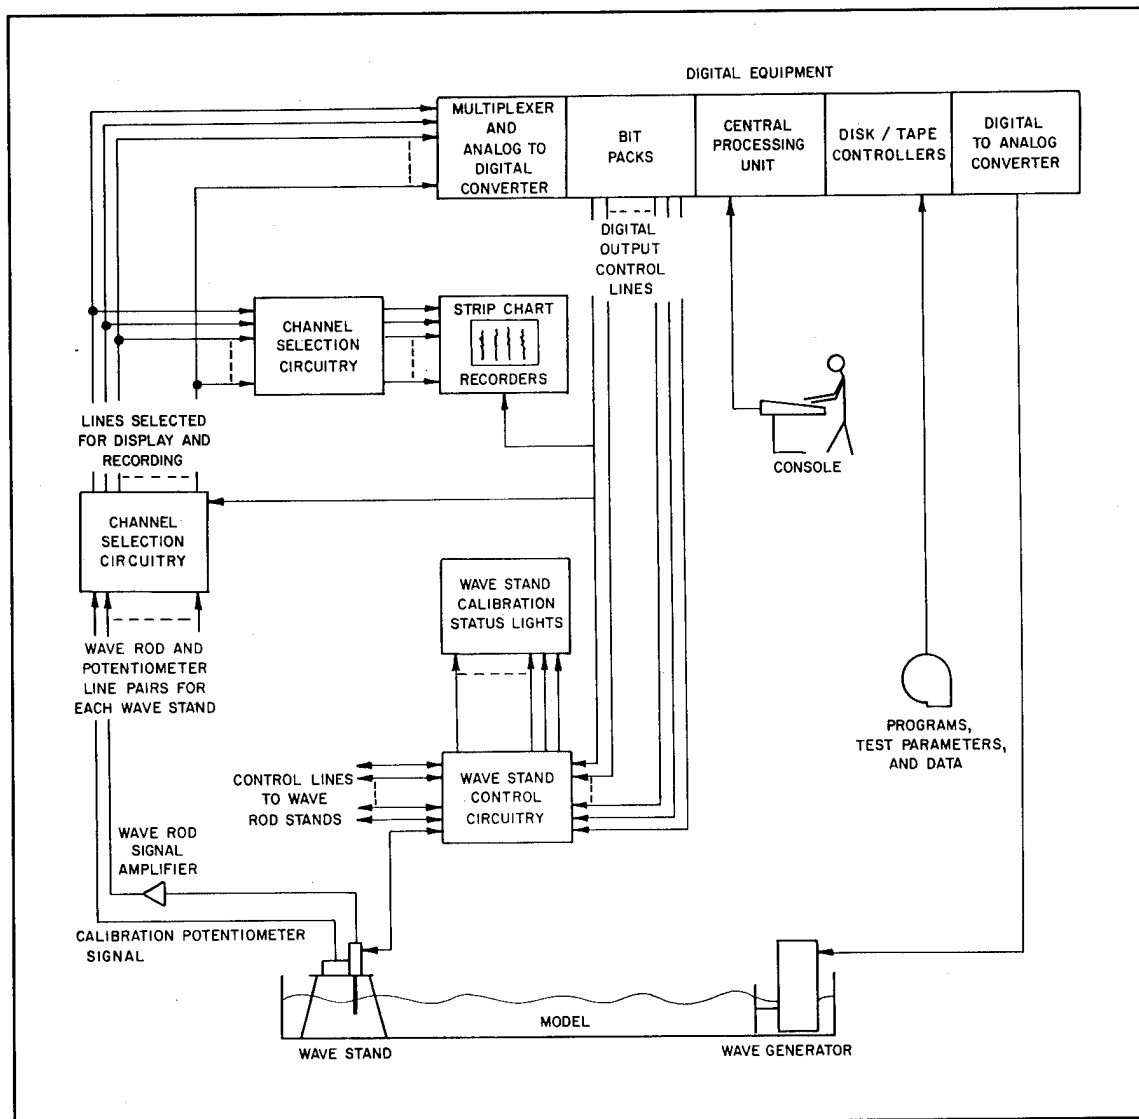 DIGITAL EQUIPMENT
MULTIPLEXER
AND
ANALOG TO
DIGITAL
CONVERTER
BIT
PACKS
CENTRAL
PROCESSING
UNIT
DISK / TAPE
CONTROLLERS
DIGITAL
TO ANALOG
CONVERTER
DIGITAL
OUTPUT
CONTROL
LINES
CHANNEL
SELECTION
CIRCUITRY
STRIP CHART
RECORDERS
LINES SELECTED
FOR DISPLAY AND
RECORDING
CONSOLE
CHANNEL
SELECTION
CIRCUITRY
WAVE STAND
CALIBRATION
STATUS LIGHTS
WAVE ROD AND
POTENTIOMETER
LINE PAIRS FOR
EACH WAVE STAND
PROGRAMS,
TEST PARAMETERS,
AND DATA
CONTROL LINES
TO WAVE
ROD STANDS
WAVE STAND
CONTROL
CIRCUITRY
WAVE ROD
SIGNAL
AMPLIFIER
CALIBRATION POTENTIOMETER
SIGNAL
MODEL
WAVE STAND
WAVE GENERATOR